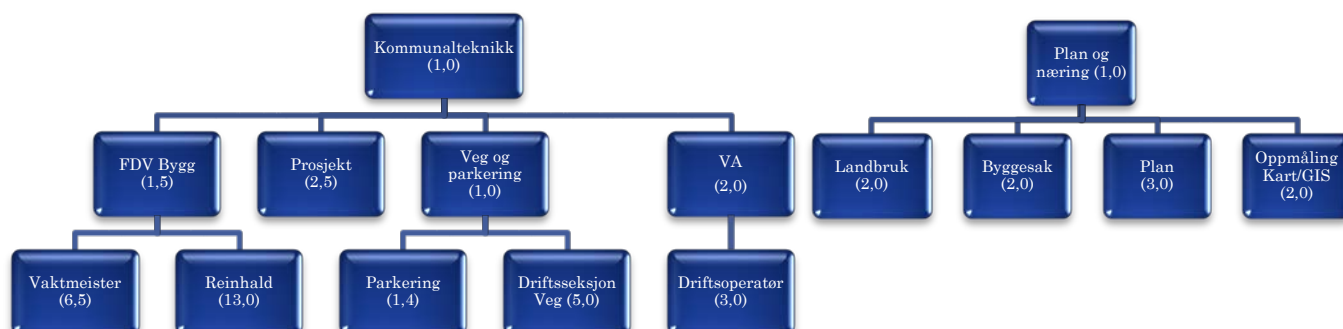 Kommunalteknikk
(1,0)
Plan og
næring (1,0)
FDV Bygg
(1,5)
Prosjekt
(2,5)
Veg og
parkering
(1,0)
VA
(2,0)
Landbruk
(2,0)
Byggesak
(2,0)
Plan
(3,0)
Oppmåling
Kart/GIS
(2,0)
Vaktmeister
(6,5)
Reinhald
(13,0)
Parkering
(1,4)
Driftsseksjon
Veg (5,0)
Driftsoperatør
(3,0)